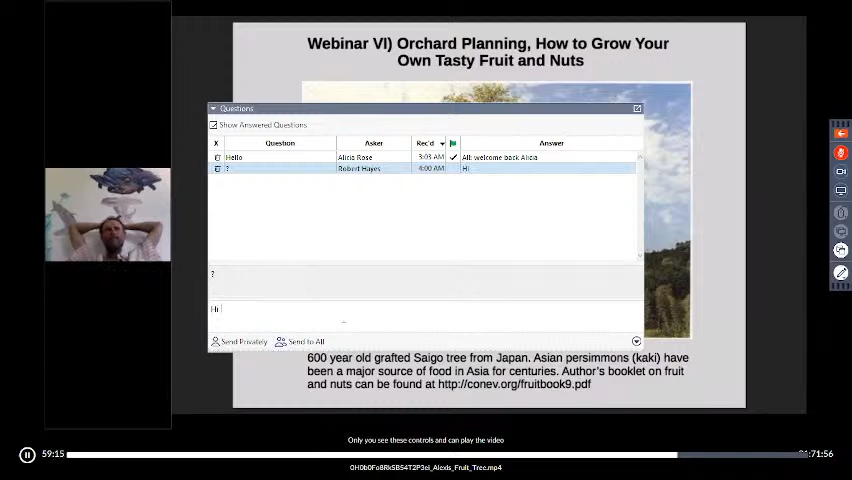 Webinar VI) Orchard Planning, How to Grow Your
Own Tasty Fruit and Nuts
Questions
Show Answered Questions
X Question Asker Rec'd Answer
Hello Alicia Rose 3:03 AM All: welcome back Alicia
? Robert Hayes 4:00 AM Hi
?
Hi
Send Privately Send to All
600 year old grafted Saigo tree from Japan. Asian persimmons (kaki) have
been a major source of food in Asia for centuries. Author's booklet on fruit
and nuts can be found at http://conev.org/fruitbook9.pdf
Only you see these controls and can play the video
59:15
:71:56